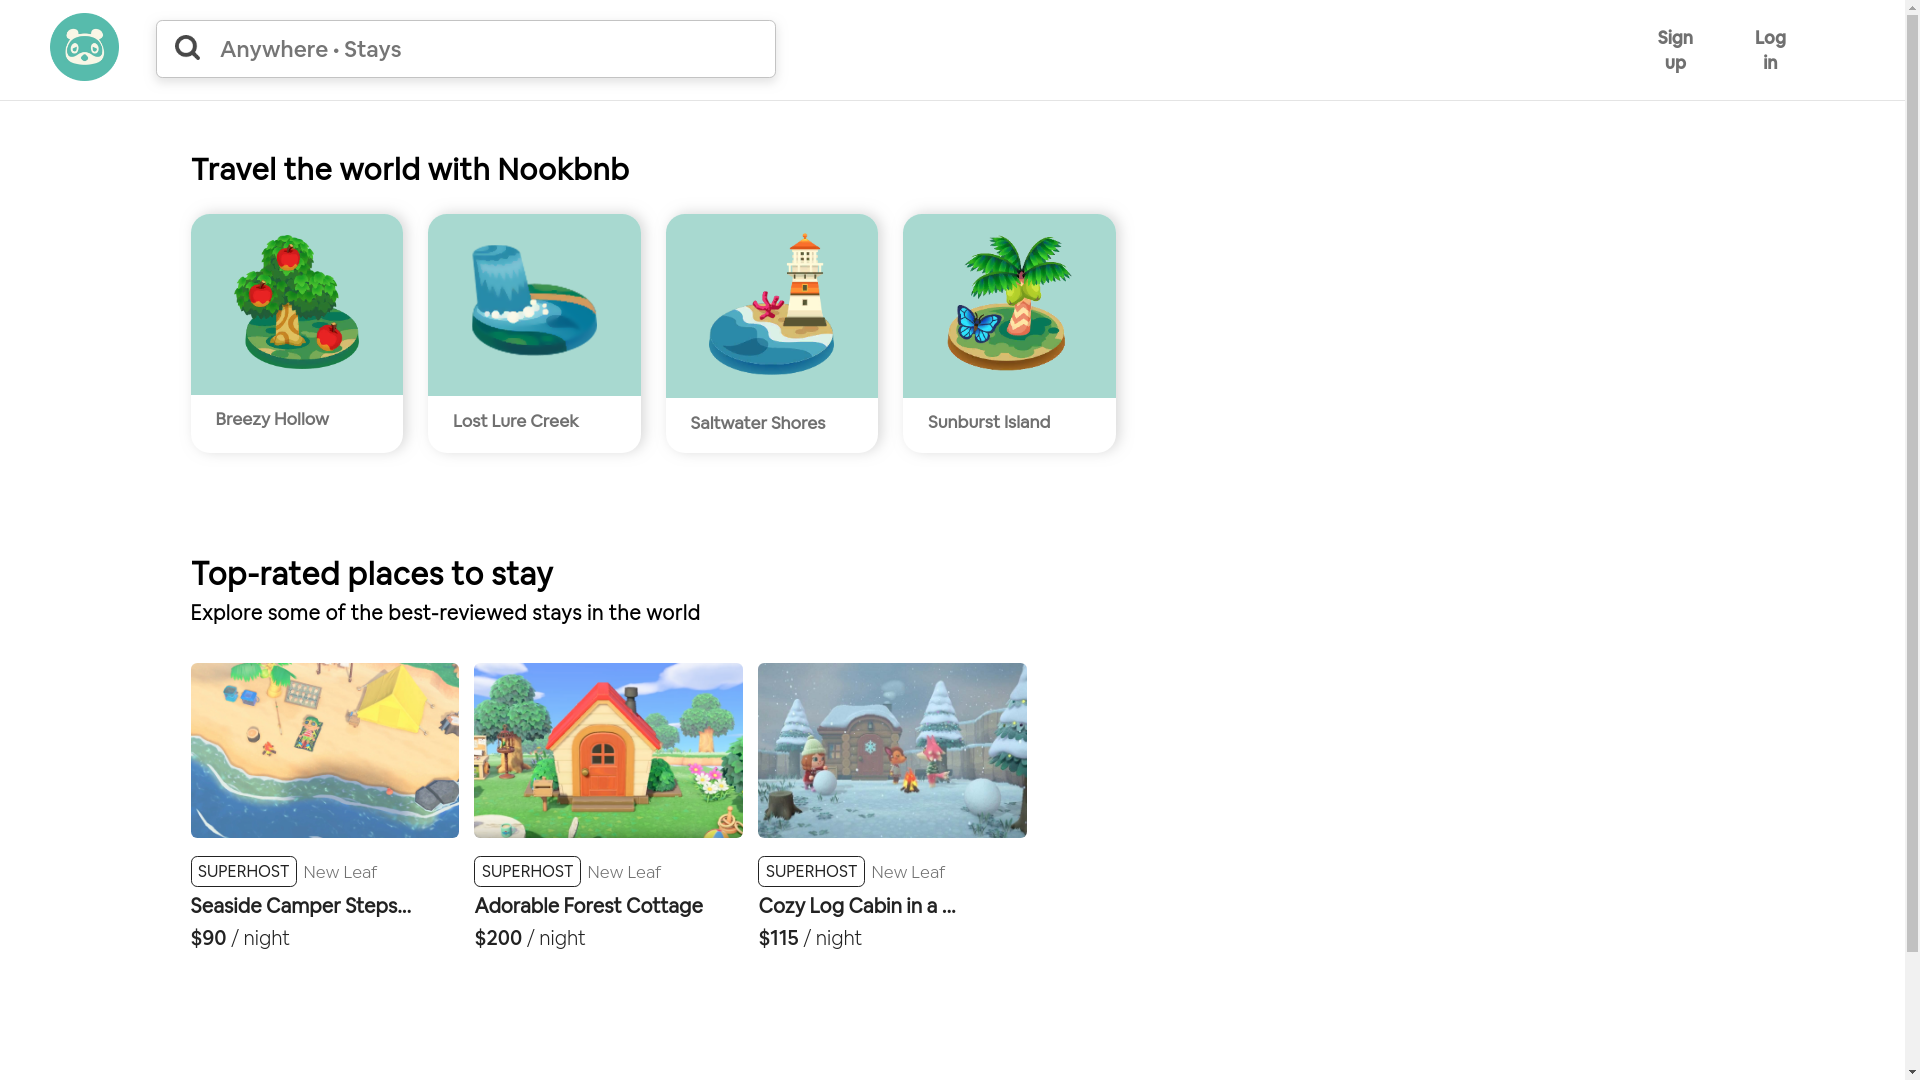 Anywhere • Stays
Sign
up
Log
in
Travel the world with Nookbnb
Breezy Hollow
Lost Lure Creek
Saltwater Shores
Sunburst Island
Top-rated places to stay
Explore some of the best-reviewed stays in the world
SUPERHOST New Leaf
Seaside Camper Steps...
$90 / night
SUPERHOST New Leaf
Adorable Forest Cottage
$200 / night
SUPERHOST New Leaf
Cozy Log Cabin in a ...
$115 / night